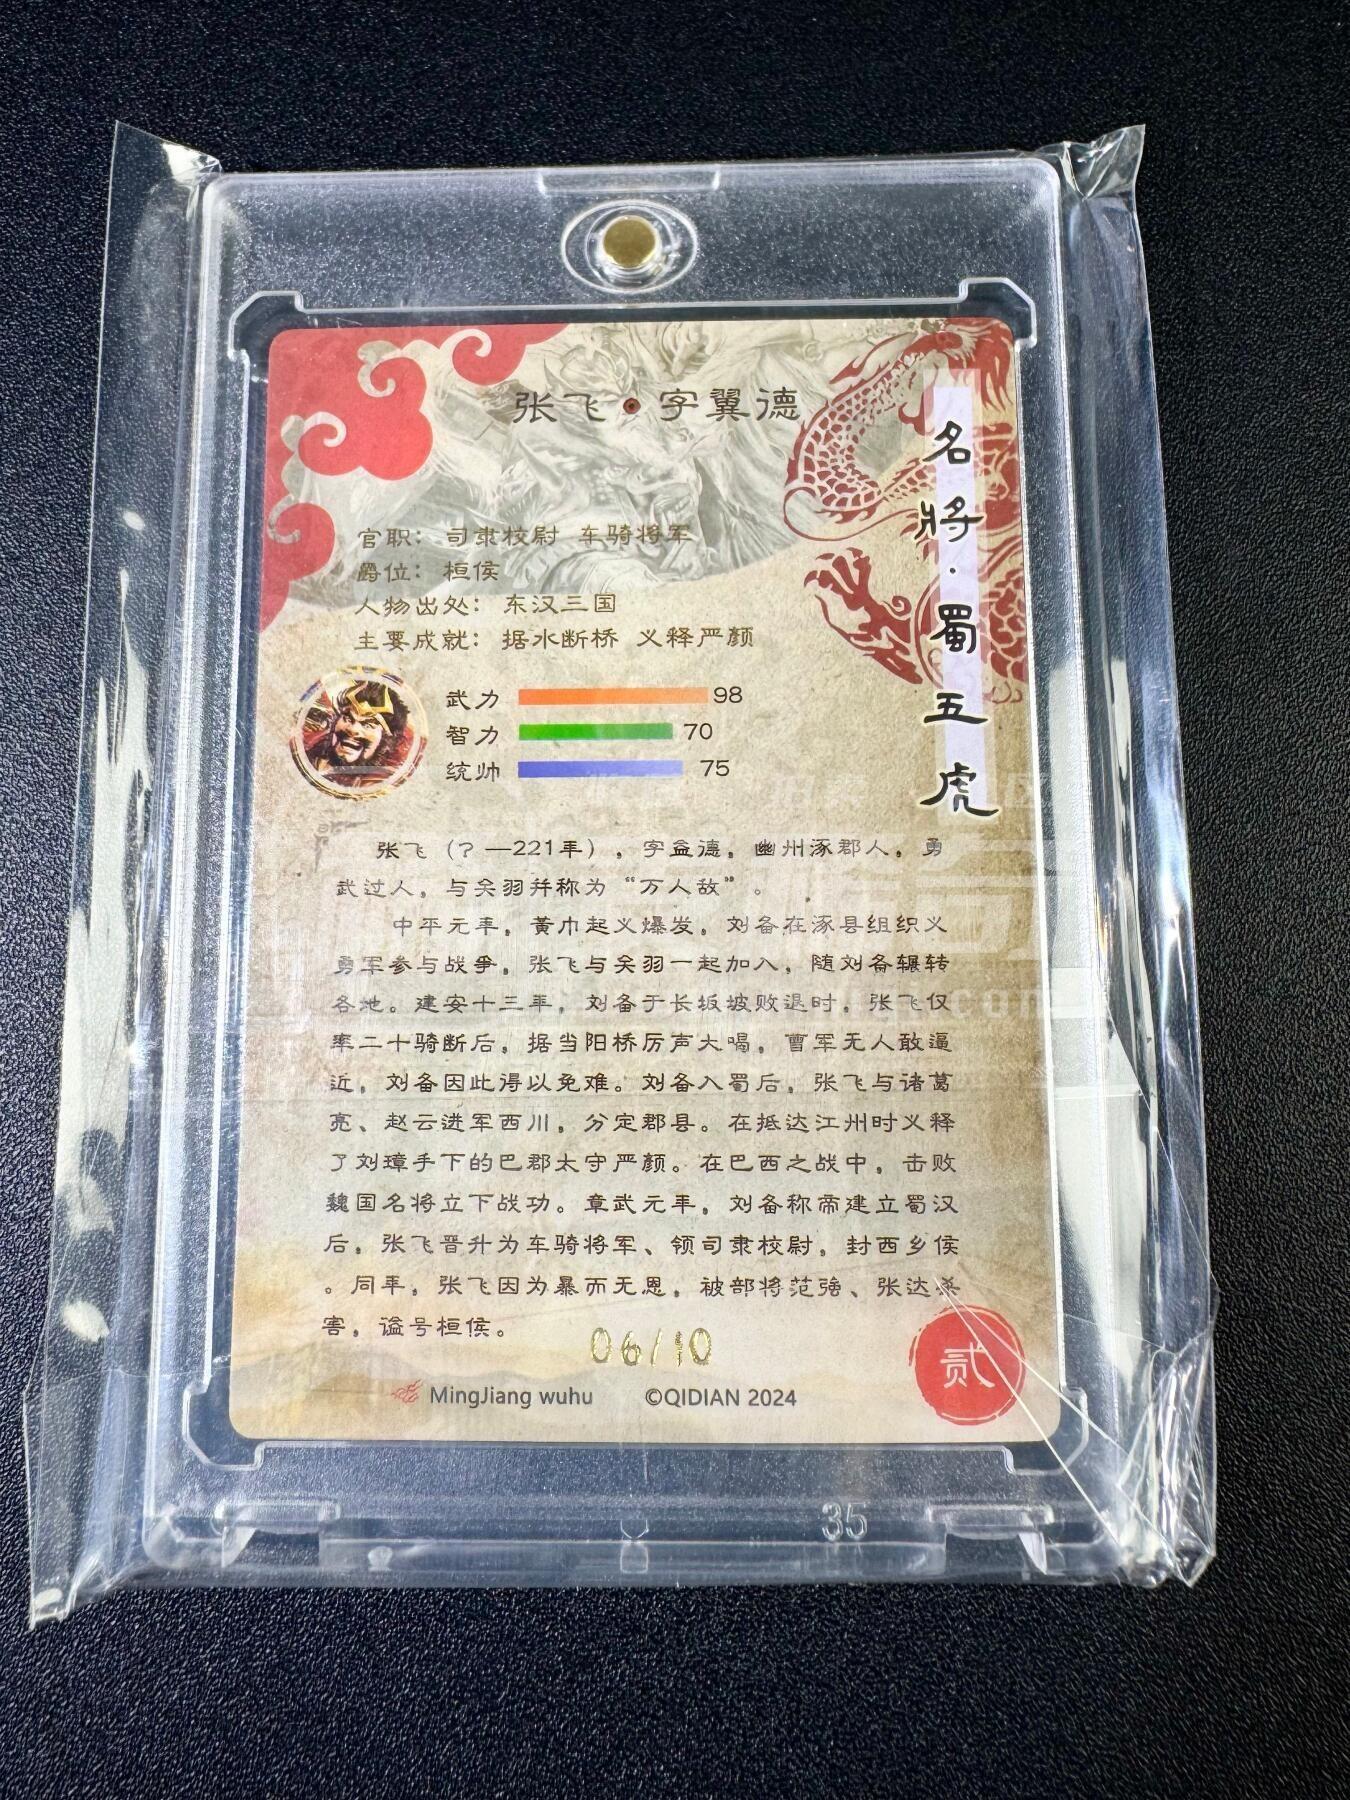 张飞·字翼德
名將·蜀五虎
官职：司隶校尉 车骑将军
爵位：桓侯
人物出处：东汉三国
主要成就：据水断桥 义释严颜
武力 98
智力 70
统帅 75
张飞（？—221年），字益德，幽州涿郡人，勇
武过人，与关羽并称为“万人敌”。
中平元年，黄巾起义爆发，刘备在涿县组织义
勇军参与战争，张飞与关羽一起加入，随刘备辗转
各地。建安十三年，刘备于长坂坡败退时，张飞仅
率二十骑断后，据当阳桥厉声大喝，曹军无人敢逼
近，刘备因此得以免难。刘备入蜀后，张飞与诸葛
亮、赵云进军西川，分定郡县。在抵达江州时义释
了刘璋手下的巴郡太守严颜。在巴西之战中，击败
魏国名将立下战功。章武元年，刘备称帝建立蜀汉
后，张飞晋升为车骑将军、领司隶校尉，封西乡侯
。同年，张飞因为暴而无恩，被部将范强、张达杀
害，谥号桓侯。
06/10
贰
MingJiang wuhu ©QIDIAN 2024
35